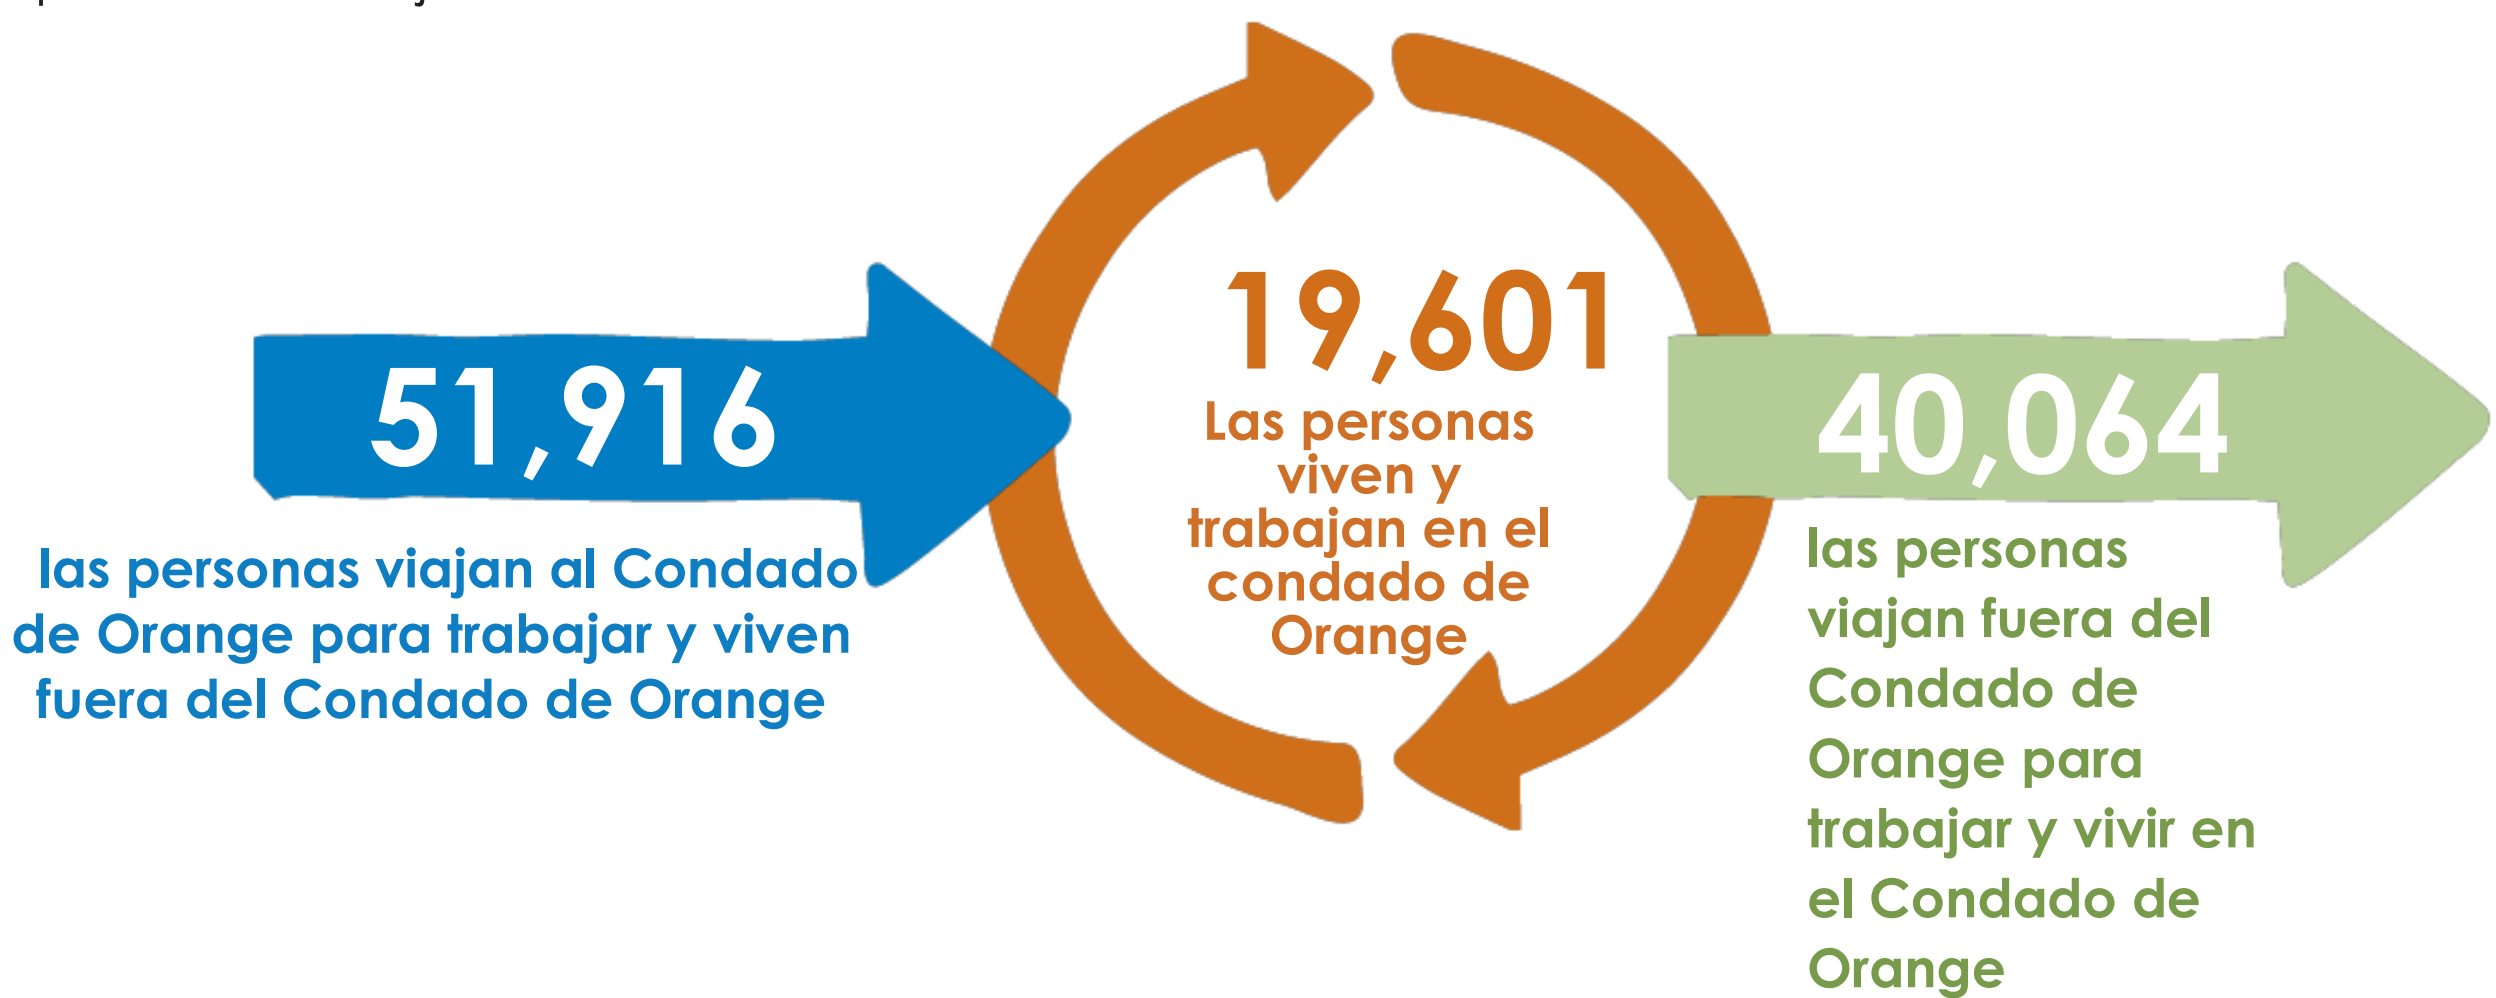 51,916
las personas viajan al Condado
de Orange para trabajar y viven
fuera del Condado de Orange
19,601
Las personas
viven y
trabajan en el
condado de
Orange
40,064
las personas
viajan fuera del
Condado de
Orange para
trabajar y vivir en
el Condado de
Orange